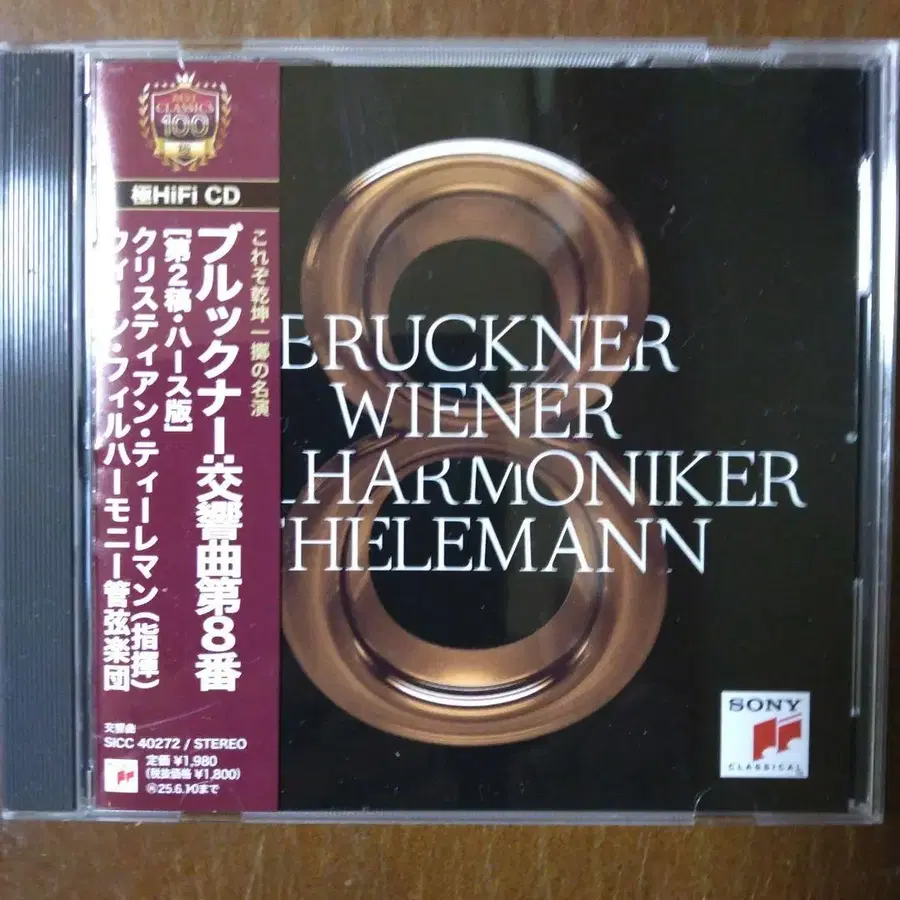 BEST
CLASSICS
100
極HiFi CD
これぞ乾坤一擲の名演
ブルックナー:交響曲第8番
[第2稿・ハース版]
クリスティアン・ティーレマン(指揮)
ウィーン・フィルハーモニー管弦楽団
交響曲
SICC 40272 / STEREO
定価 ¥1,980
(税抜価格 ¥1,800)
25.6.10まで
BRUCKNER
WIENER
LHARMONIKER
HIELEMANN
SONY
CLASSICAL